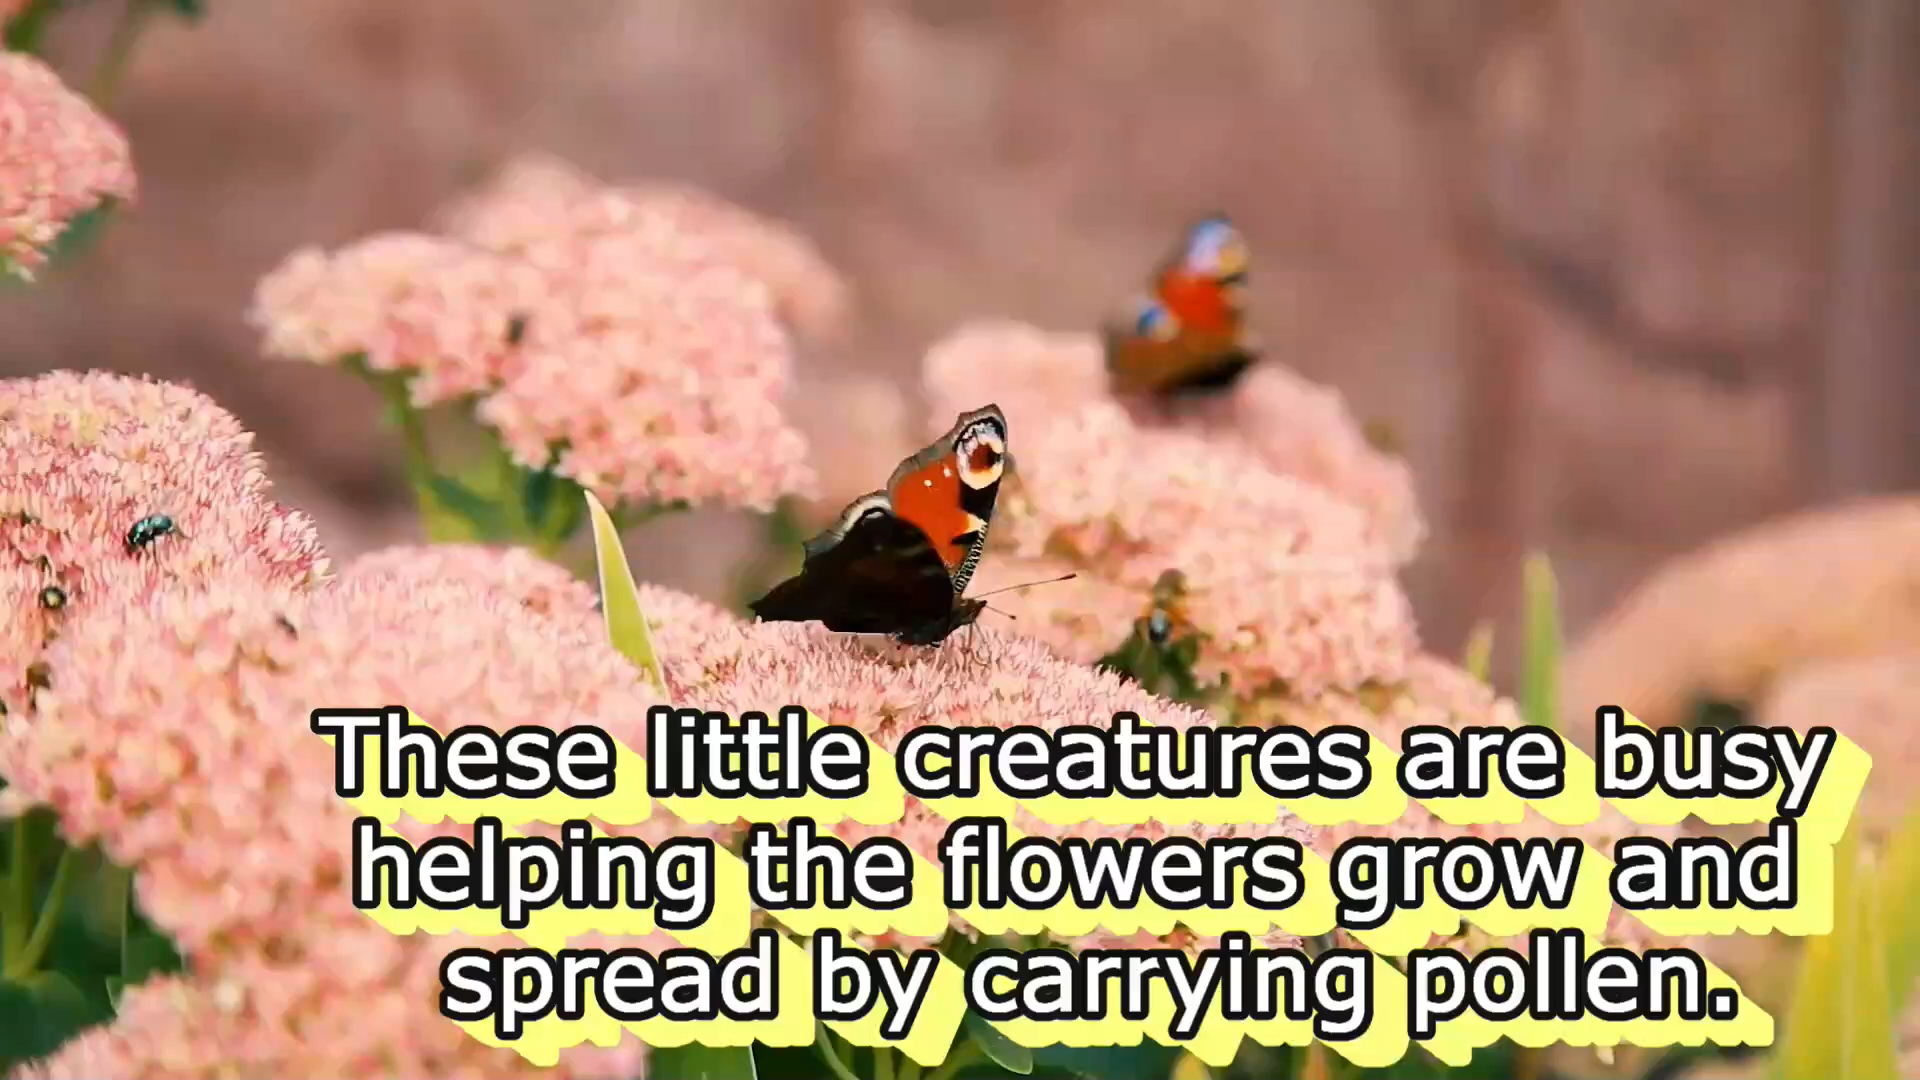 These little creatures are busy
helping the flowers grow and
spread by carrying pollen.